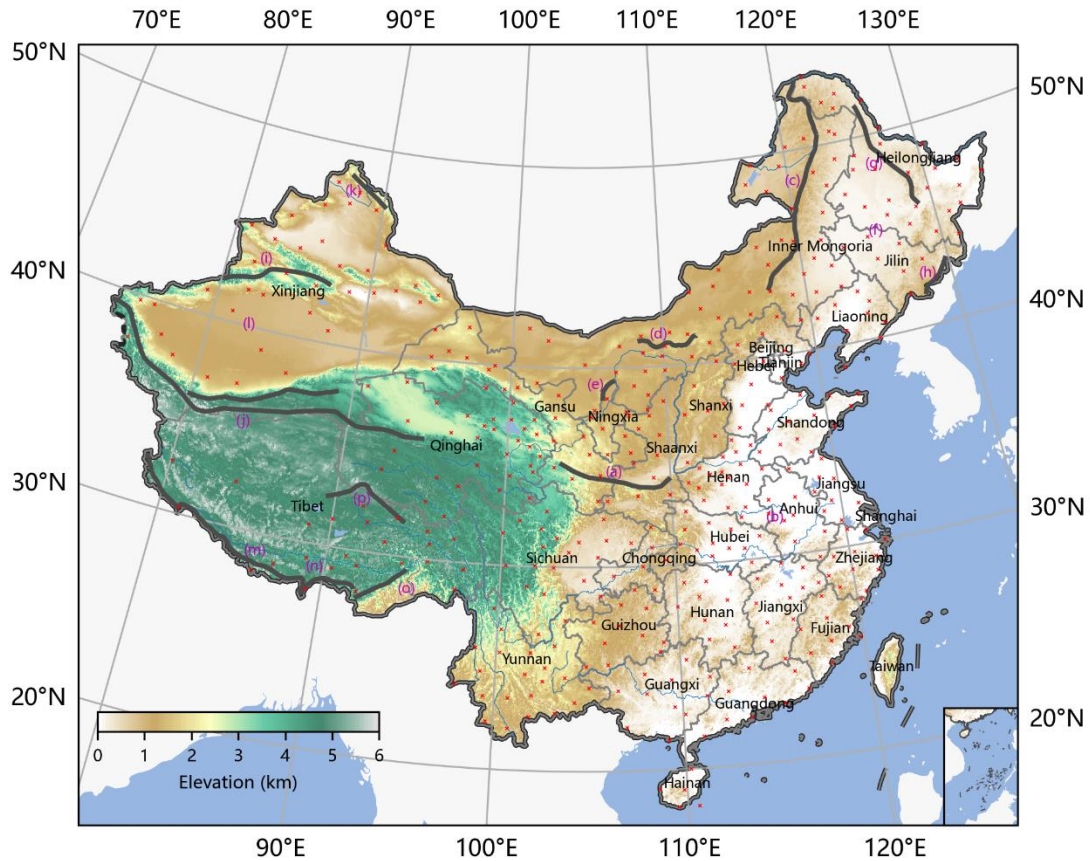 70°E 80°E 90°E 100°E 110°E 120°E 130°E
50°N
50°N
Heilongjiang
(g)
(c)
(k)
(f)
Inner Mongoria
Jilin
(i)
(h)
40°N
Xinjiang
40°N
Liaoning
(l)
(d)
Beijing
Tianjin
Hebei
(e)
Gansu
Ningxia
Shanxi
(j)
Shandong
Qinghai
Shaanxi
(a)
Henan
30°N
Jiangsu
(p)
Tibet
Anhui
30°N
(b)
Shanghai
Hubei
(m)
Sichuan
Chongqing
Zhejiang
(n)
(o)
Hunan
Jiangxi
Guizhou
Fujian
Yunnan
Taiwan
Guangxi
20°N
Guangdong
20°N
0 1 2 3 4 5 6
Elevation (km)
Hainan
90°E 100°E 110°E 120°E